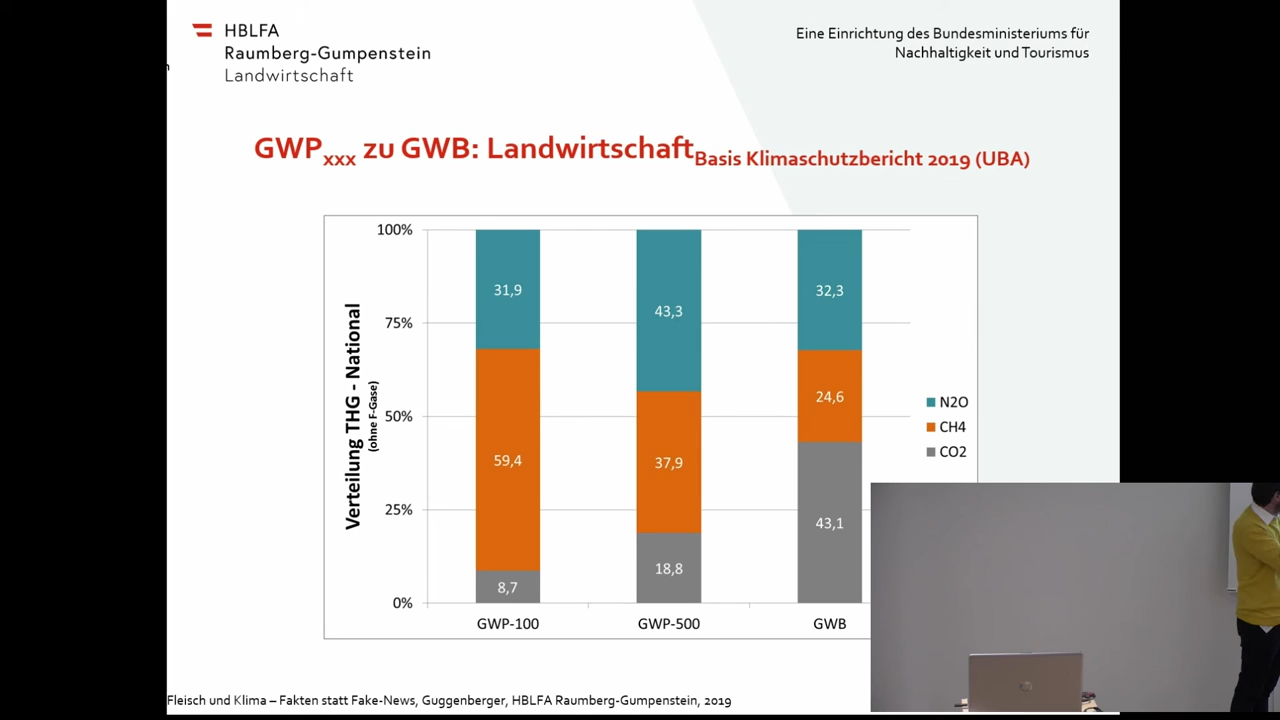 HBLFA
Raumberg-Gumpenstein
Landwirtschaft
Eine Einrichtung des Bundesministeriums für
Nachhaltigkeit und Tourismus
n
GWPxxx zu GWB: LandwirtschaftBasis Klimaschutzbericht 2019 (UBA)
Verteilung THG - National
(ohne F-Gase)
100%
75%
50%
25%
0%
31,9
59,4
8,7
43,3
37,9
18,8
32,3
24,6
43,1
GWP-100
GWP-500
GWB
N2O
CH4
CO2
Fleisch und Klima – Fakten statt Fake-News, Guggenberger, HBLFA Raumberg-Gumpenstein, 2019